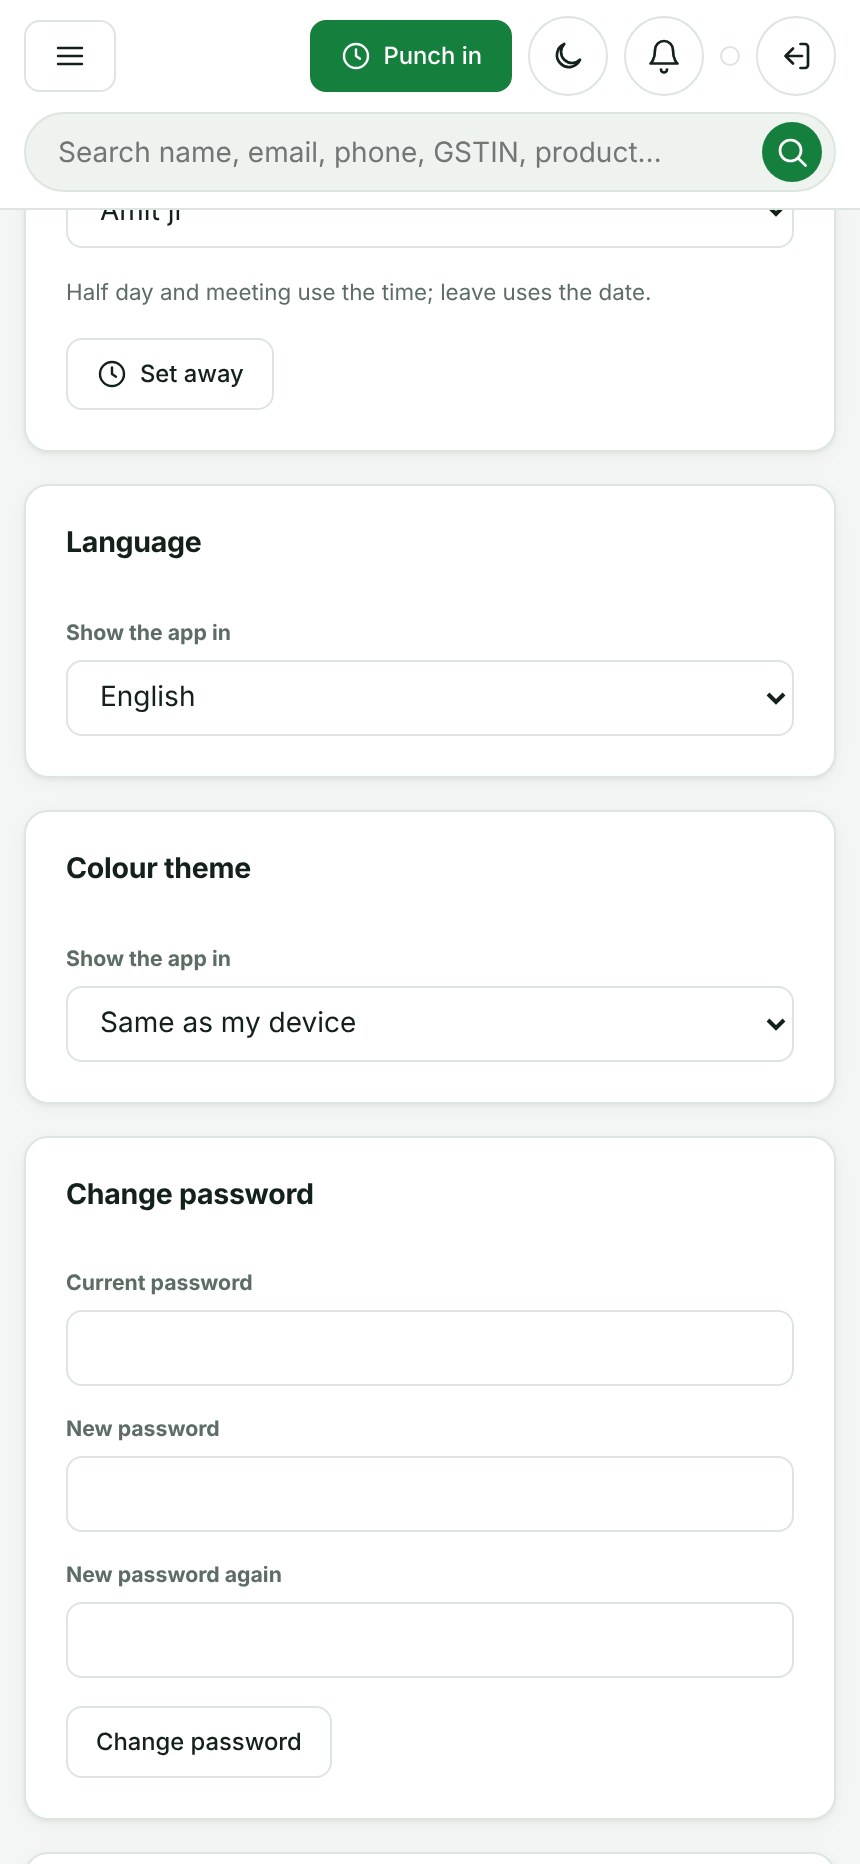 Punch in
Search name, email, phone, GSTIN, product...
Amit ji
Half day and meeting use the time; leave uses the date.
Set away
Language
Show the app in
English
Colour theme
Show the app in
Same as my device
Change password
Current password
New password
New password again
Change password